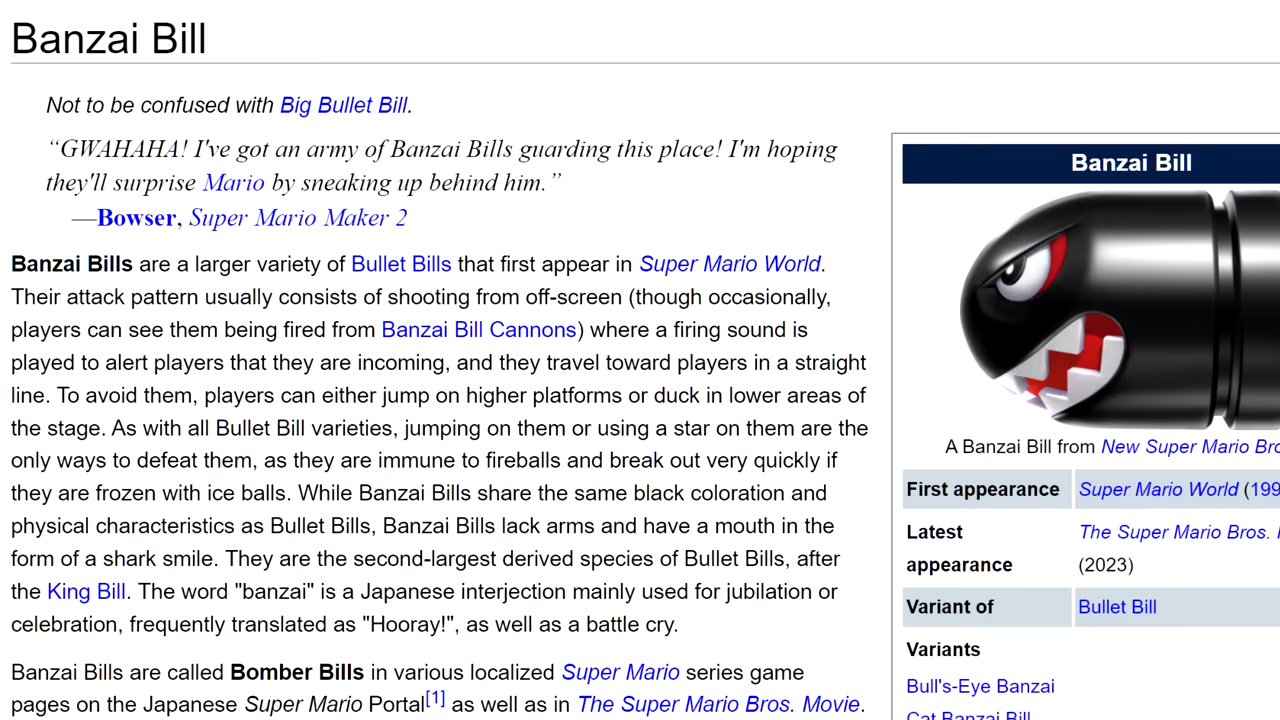 Banzai Bill
Not to be confused with Big Bullet Bill.
“GWAHAHA! I've got an army of Banzai Bills guarding this place! I'm hoping
they'll surprise Mario by sneaking up behind him.”
—Bowser, Super Mario Maker 2
Banzai Bills are a larger variety of Bullet Bills that first appear in Super Mario World.
Their attack pattern usually consists of shooting from off-screen (though occasionally,
players can see them being fired from Banzai Bill Cannons) where a firing sound is
played to alert players that they are incoming, and they travel toward players in a straight
line. To avoid them, players can either jump on higher platforms or duck in lower areas of
the stage. As with all Bullet Bill varieties, jumping on them or using a star on them are the
only ways to defeat them, as they are immune to fireballs and break out very quickly if
they are frozen with ice balls. While Banzai Bills share the same black coloration and
physical characteristics as Bullet Bills, Banzai Bills lack arms and have a mouth in the
form of a shark smile. They are the second-largest derived species of Bullet Bills, after
the King Bill. The word "banzai" is a Japanese interjection mainly used for jubilation or
celebration, frequently translated as "Hooray!", as well as a battle cry.
Banzai Bills are called Bomber Bills in various localized Super Mario series game
pages on the Japanese Super Mario Portal[1] as well as in The Super Mario Bros. Movie.
Banzai Bill
A Banzai Bill from New Super Mario Bro
First appearance Super Mario World (199
Latest appearance The Super Mario Bros.
(2023)
Variant of Bullet Bill
Variants
Bull's-Eye Banzai
Cat Banzai Bill